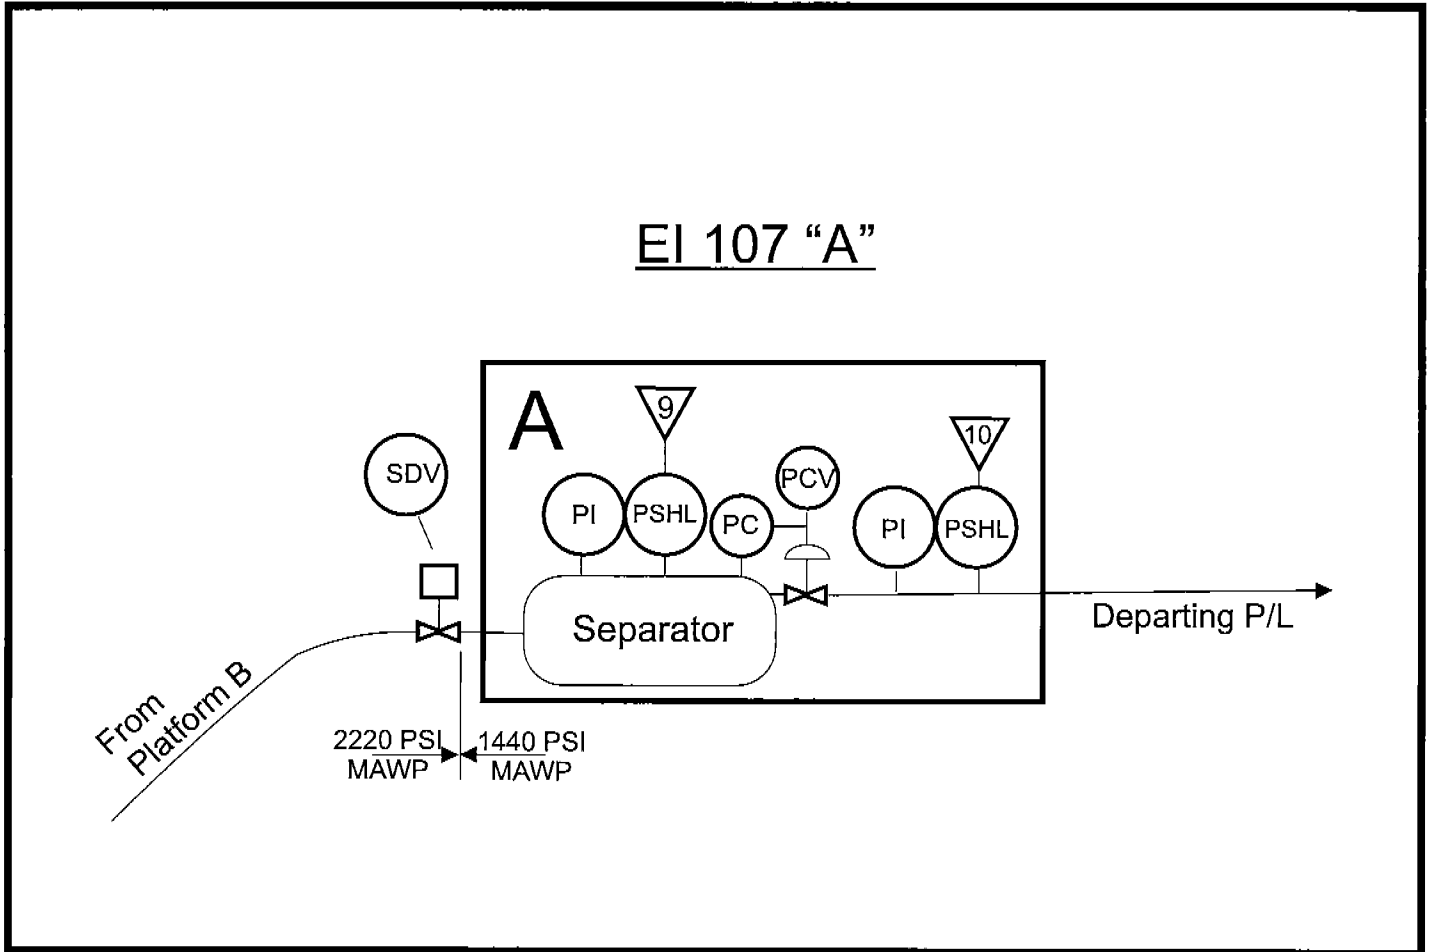 EI 107 “A”
A
9
10
SDV
PI
PSHL
PC
PCV
PI
PSHL
Separator
Departing P/L
From
Platform B
2220 PSI
MAWP
1440 PSI
MAWP